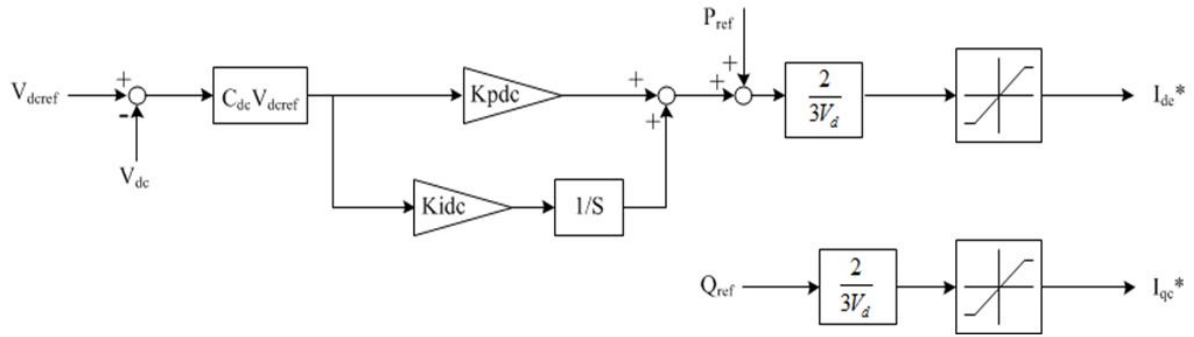 P_ref
V_dcref + - C_dc V_dcref Kpdc + + + + 2/3V_d I_dc*
V_dc
Kidc 1/S
Q_ref 2/3V_d I_qc*